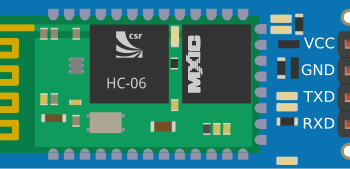 csr
HC-06
MXIC
VCC
GND
TXD
RXD